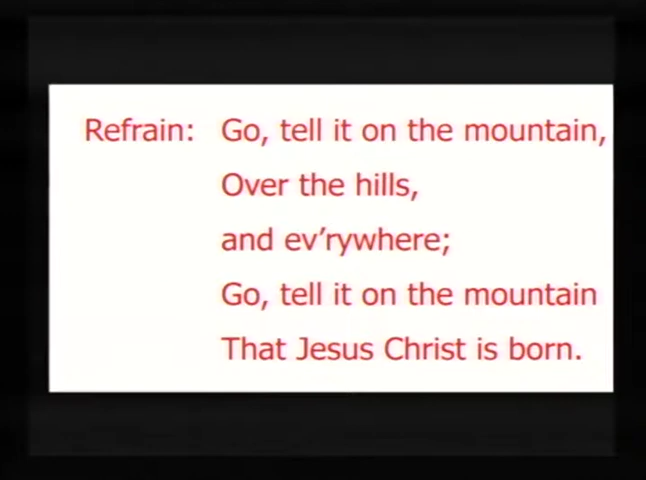 Refrain: Go, tell it on the mountain,
Over the hills,
and ev’rywhere;
Go, tell it on the mountain
That Jesus Christ is born.